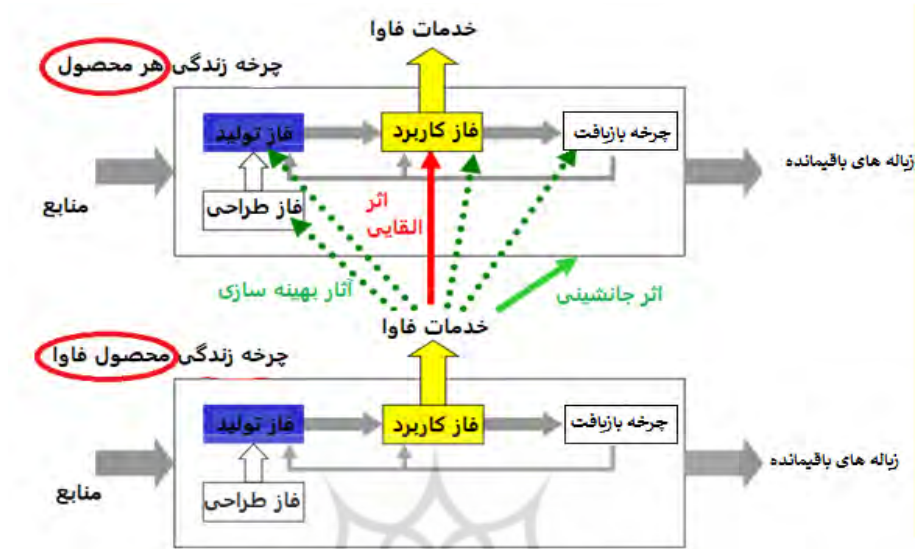 خدمات فاوا
چرخه زندگی هر محصول
فاز تولید
فاز کاربرد
چرخه بازیافت
زباله های باقیمانده
منابع
فاز طراحی
اثر
القایی
آثار بهینه سازی
اثر جانشینی
خدمات فاوا
چرخه زندگی محصول فاوا
فاز تولید
فاز کاربرد
چرخه بازیافت
زباله های باقیمانده
منابع
فاز طراحی